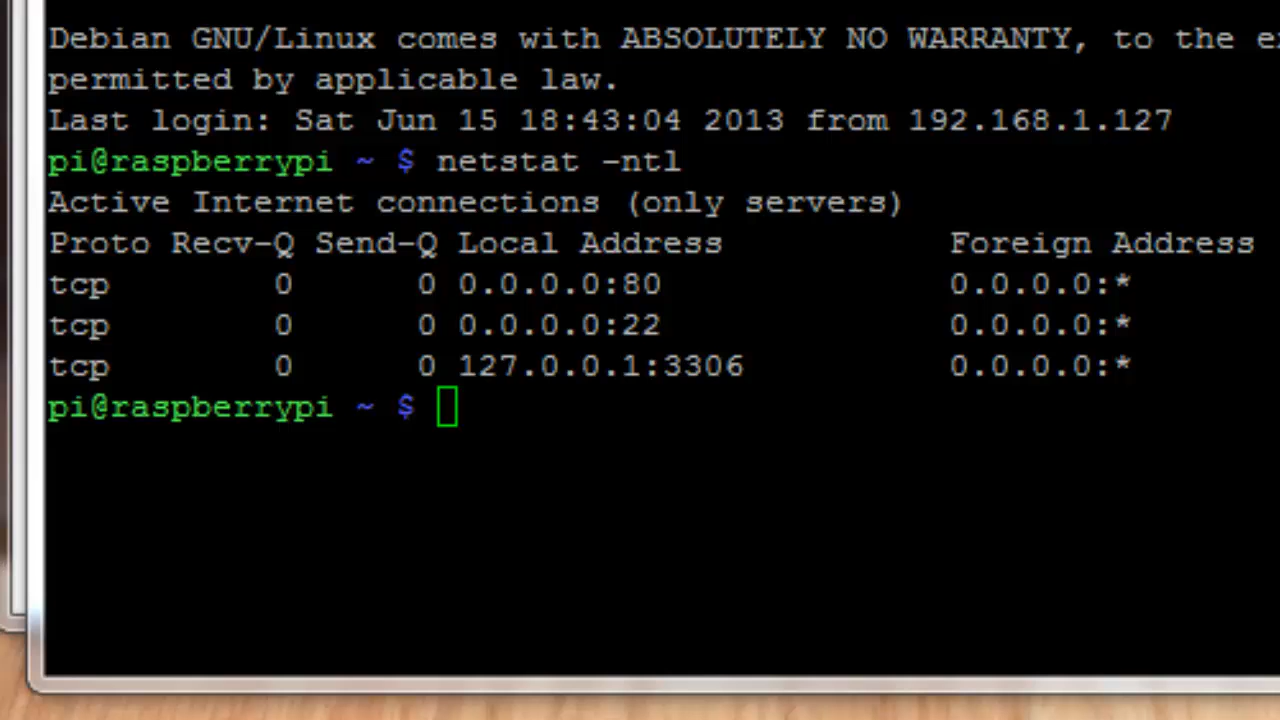 Debian GNU/Linux comes with ABSOLUTELY NO WARRANTY, to the
permitted by applicable law.
Last login: Sat Jun 15 18:43:04 2013 from 192.168.1.127
pi@raspberrypi ~ $ netstat -ntl
Active Internet connections (only servers)
Proto Recv-Q Send-Q Local Address Foreign Address
tcp 0 0 0.0.0.0:80 0.0.0.0:*
tcp 0 0 0.0.0.0:22 0.0.0.0:*
tcp 0 0 127.0.0.1:3306 0.0.0.0:*
pi@raspberrypi ~ $